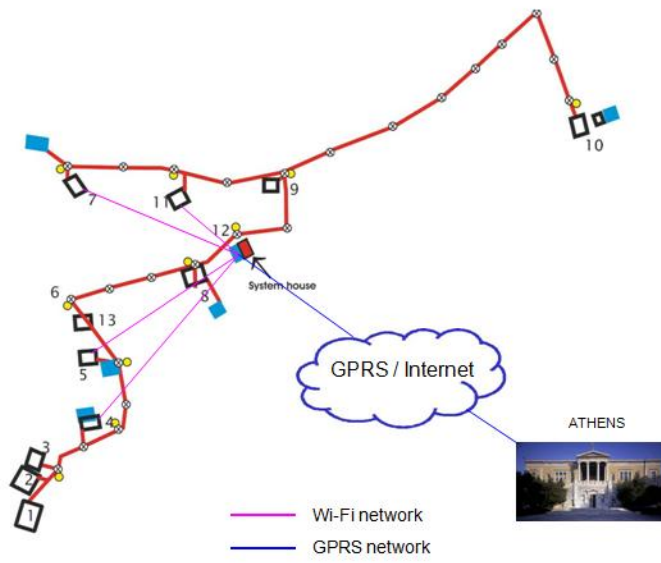 10
7
11
9
12
System house
8
6
13
5
GPRS / Internet
4
ATHENS
3
2
1
Wi-Fi network
GPRS network